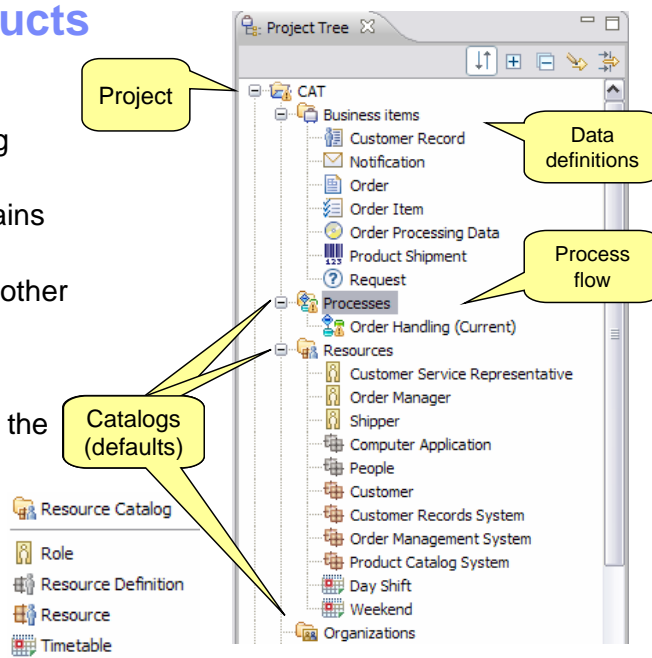 ucts
g
ains
other
the
Project
Catalogs
(defaults)
Resource Catalog
Role
Resource Definition
Resource
Timetable
Project Tree
CAT
Business items
Customer Record
Notification
Order
Order Item
Order Processing Data
123
Product Shipment
Request
Processes
Order Handling (Current)
Resources
Customer Service Representative
Order Manager
Shipper
Computer Application
People
Customer
Customer Records System
Order Management System
Product Catalog System
Day Shift
Weekend
Organizations
Data
definitions
Process
flow